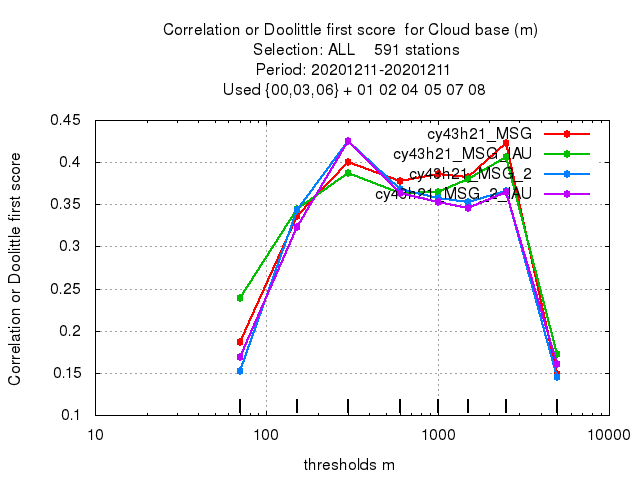 Correlation or Doolittle first score  for Cloud base (m)
Selection: ALL    591 stations
Period: 20201211-20201211
Used {00,03,06} + 01 02 04 05 07 08
Correlation or Doolittle first score
0.45
0.4
0.35
0.3
0.25
0.2
0.15
0.1
cy43h21_MSG
cy43h21_MSG_IAU
cy43h21_MSG_2
cy43h21_MSG_2_IAU
10
100
1000
10000
thresholds m